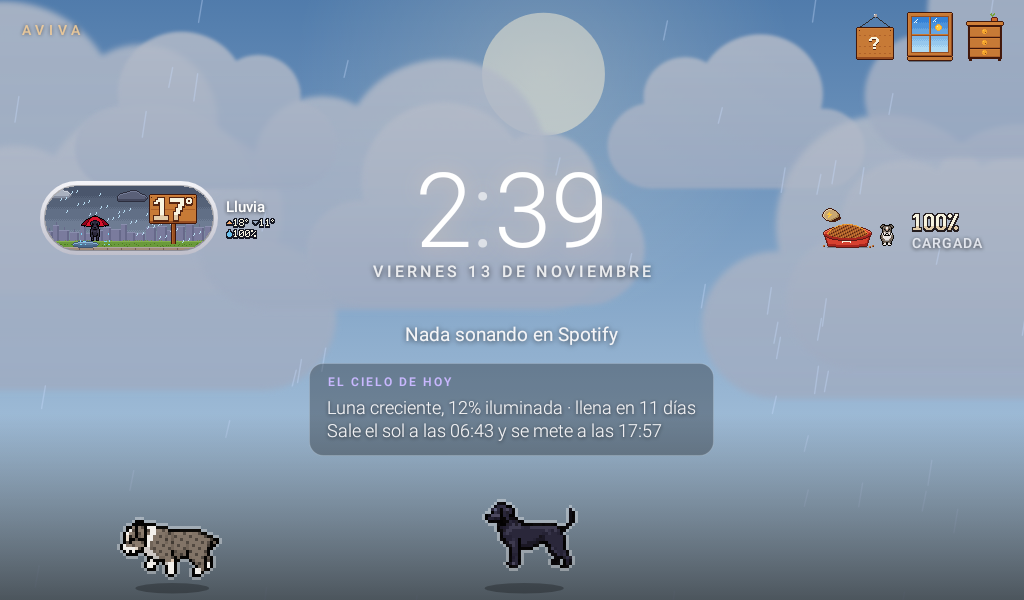 AVIVA
?
17°
Lluvia
18° 11°
100%
2:39
VIERNES 13 DE NOVIEMBRE
100%
CARGADA
Nada sonando en Spotify
EL CIELO DE HOY
Luna creciente, 12% iluminada · llena en 11 días
Sale el sol a las 06:43 y se mete a las 17:57